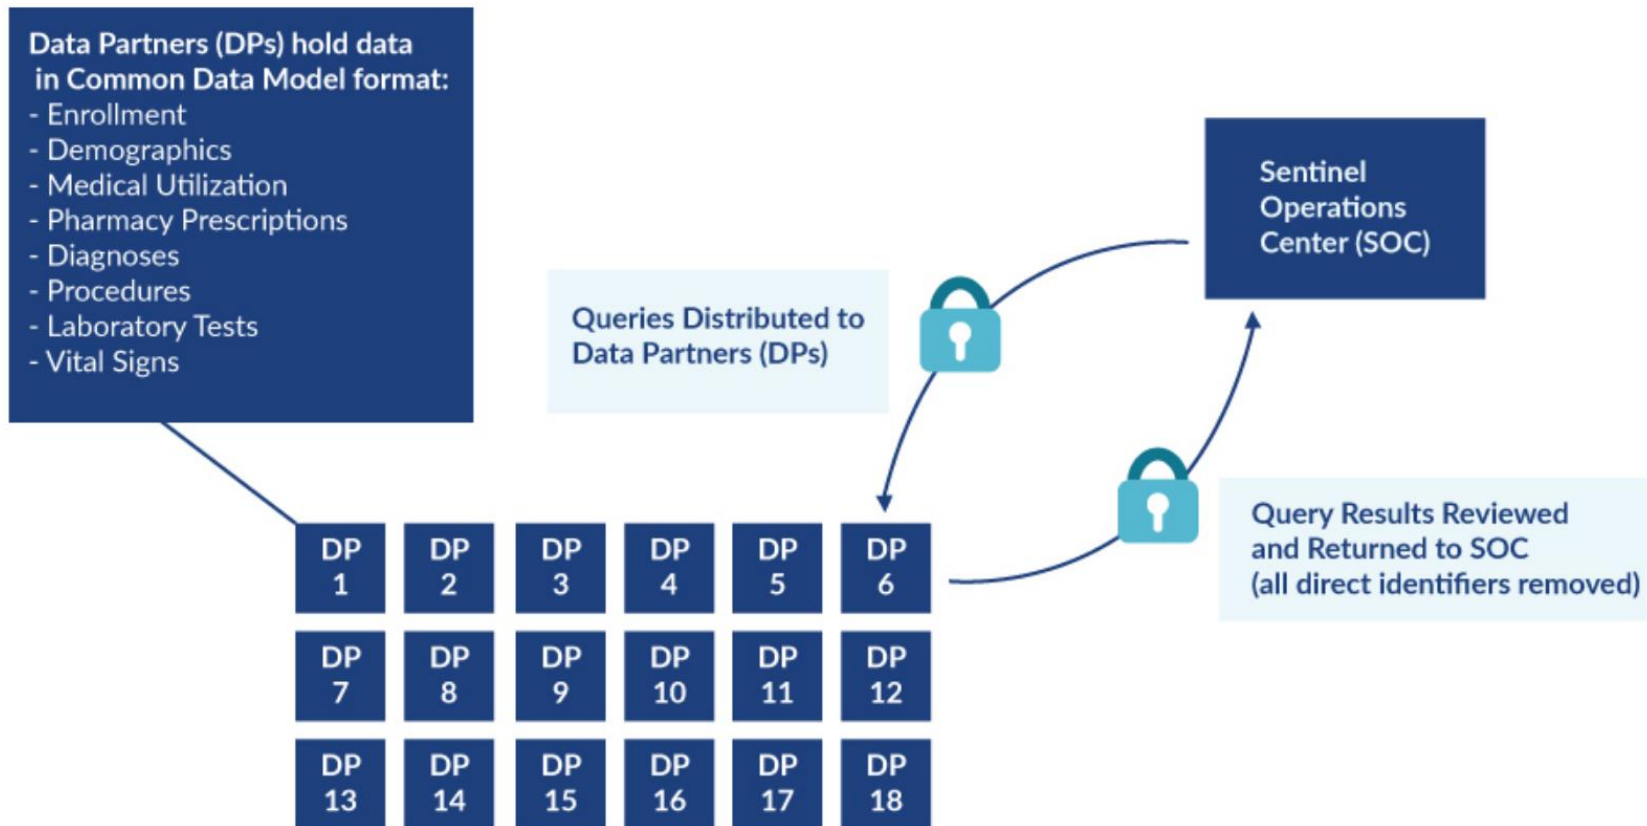 Data Partners (DPs) hold data
in Common Data Model format:
- Enrollment
- Demographics
- Medical Utilization
- Pharmacy Prescriptions
- Diagnoses
- Procedures
- Laboratory Tests
- Vital Signs
Sentinel
Operations
Center (SOC)
Queries Distributed to
Data Partners (DPs)
Query Results Reviewed
and Returned to SOC
(all direct identifiers removed)
DP
1
DP
2
DP
3
DP
4
DP
5
DP
6
DP
7
DP
8
DP
9
DP
10
DP
11
DP
12
DP
13
DP
14
DP
15
DP
16
DP
17
DP
18